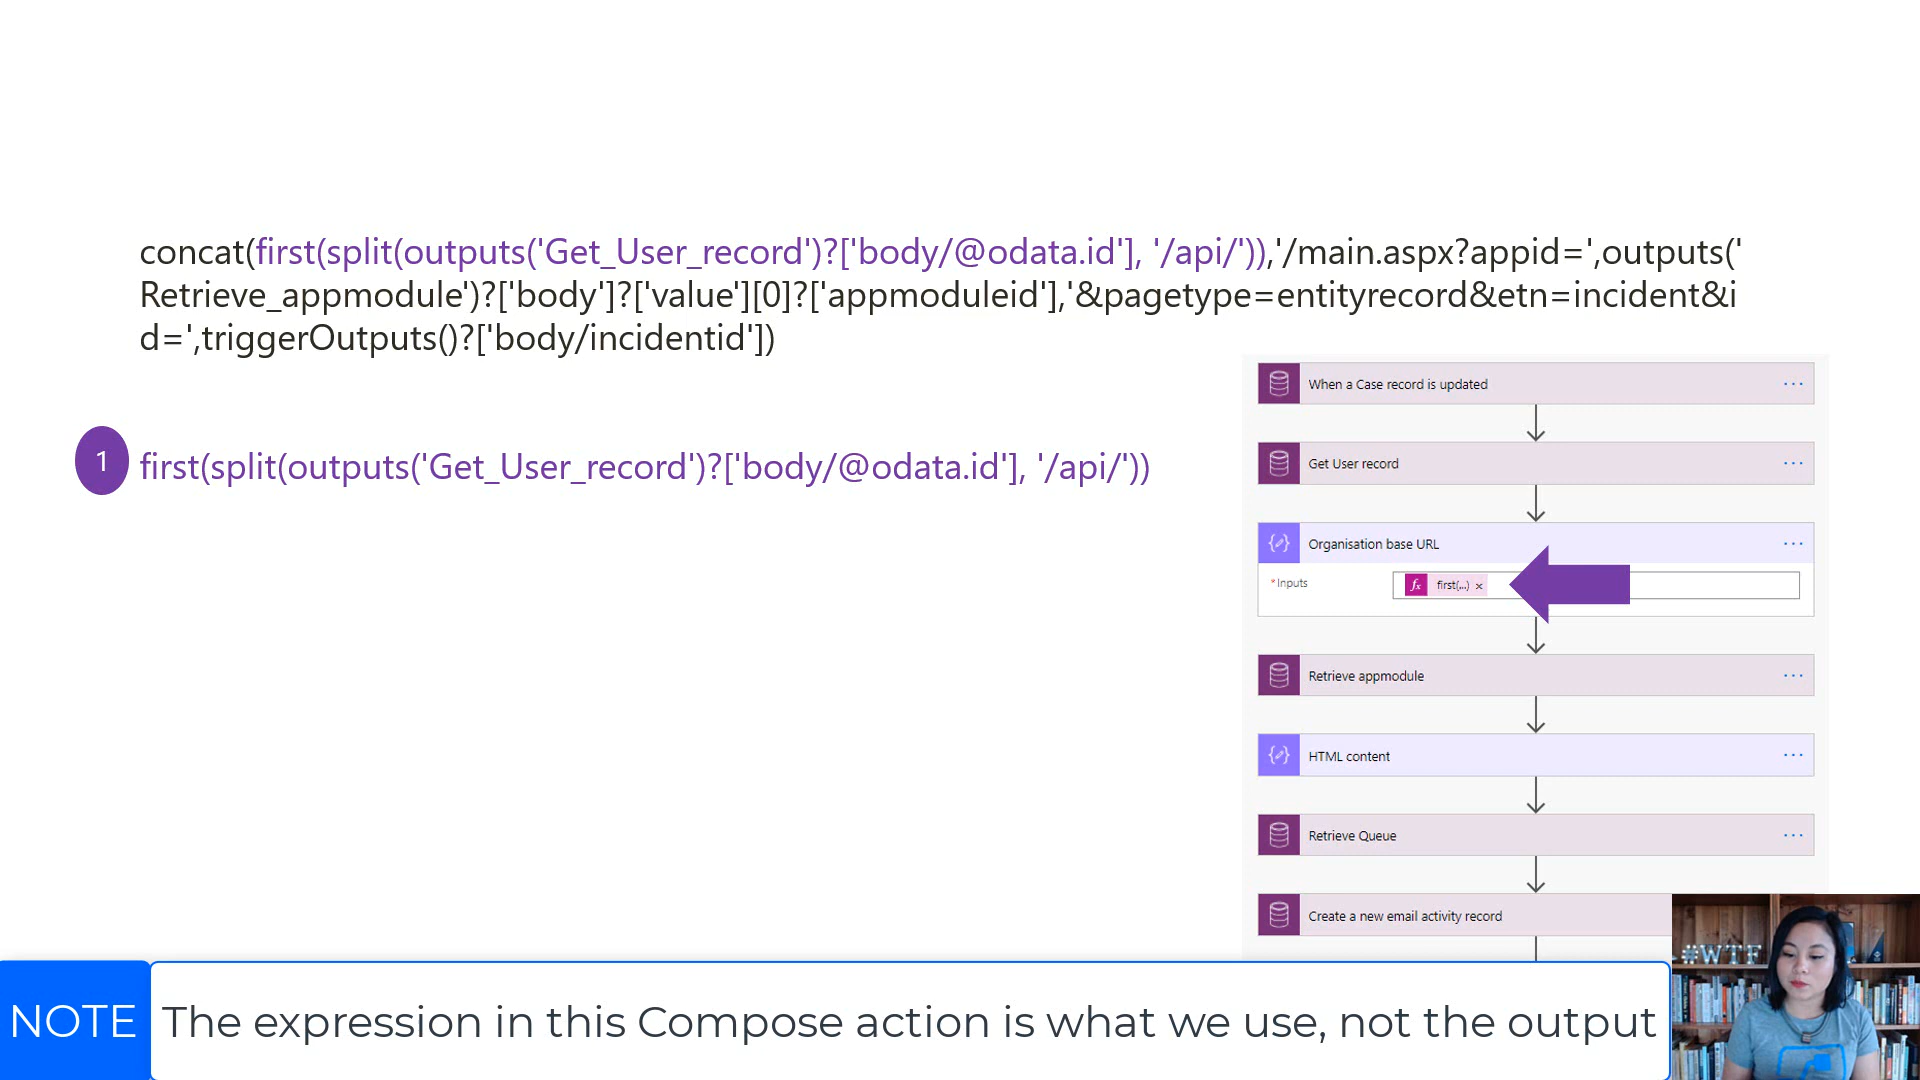 concat(first(split(outputs('Get_User_record')?['body/@odata.id'], '/api/')),'/main.aspx?appid=',outputs('
Retrieve_appmodule')?['body']?['value'][0]?['appmoduleid'],'&pagetype=entityrecord&etn=incident&i
d=',triggerOutputs()?['body/incidentid'])
1 first(split(outputs('Get_User_record')?['body/@odata.id'], '/api/'))
When a Case record is updated
Get User record
Organisation base URL
*Inputs
fx first(...) ×
Retrieve appmodule
HTML content
Retrieve Queue
Create a new email activity record
#WTF
NOTE The expression in this Compose action is what we use, not the output